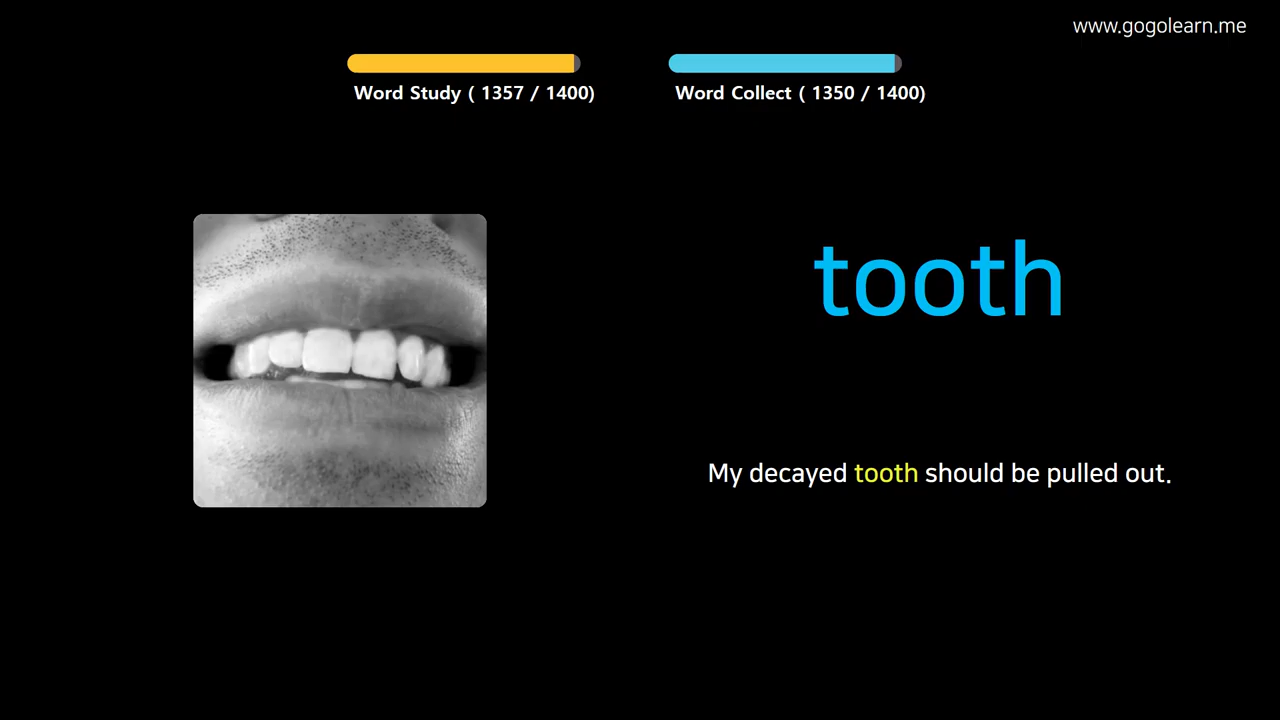 www.gogolearn.me
Word Study ( 1357 / 1400)
Word Collect ( 1350 / 1400)
tooth
My decayed tooth should be pulled out.